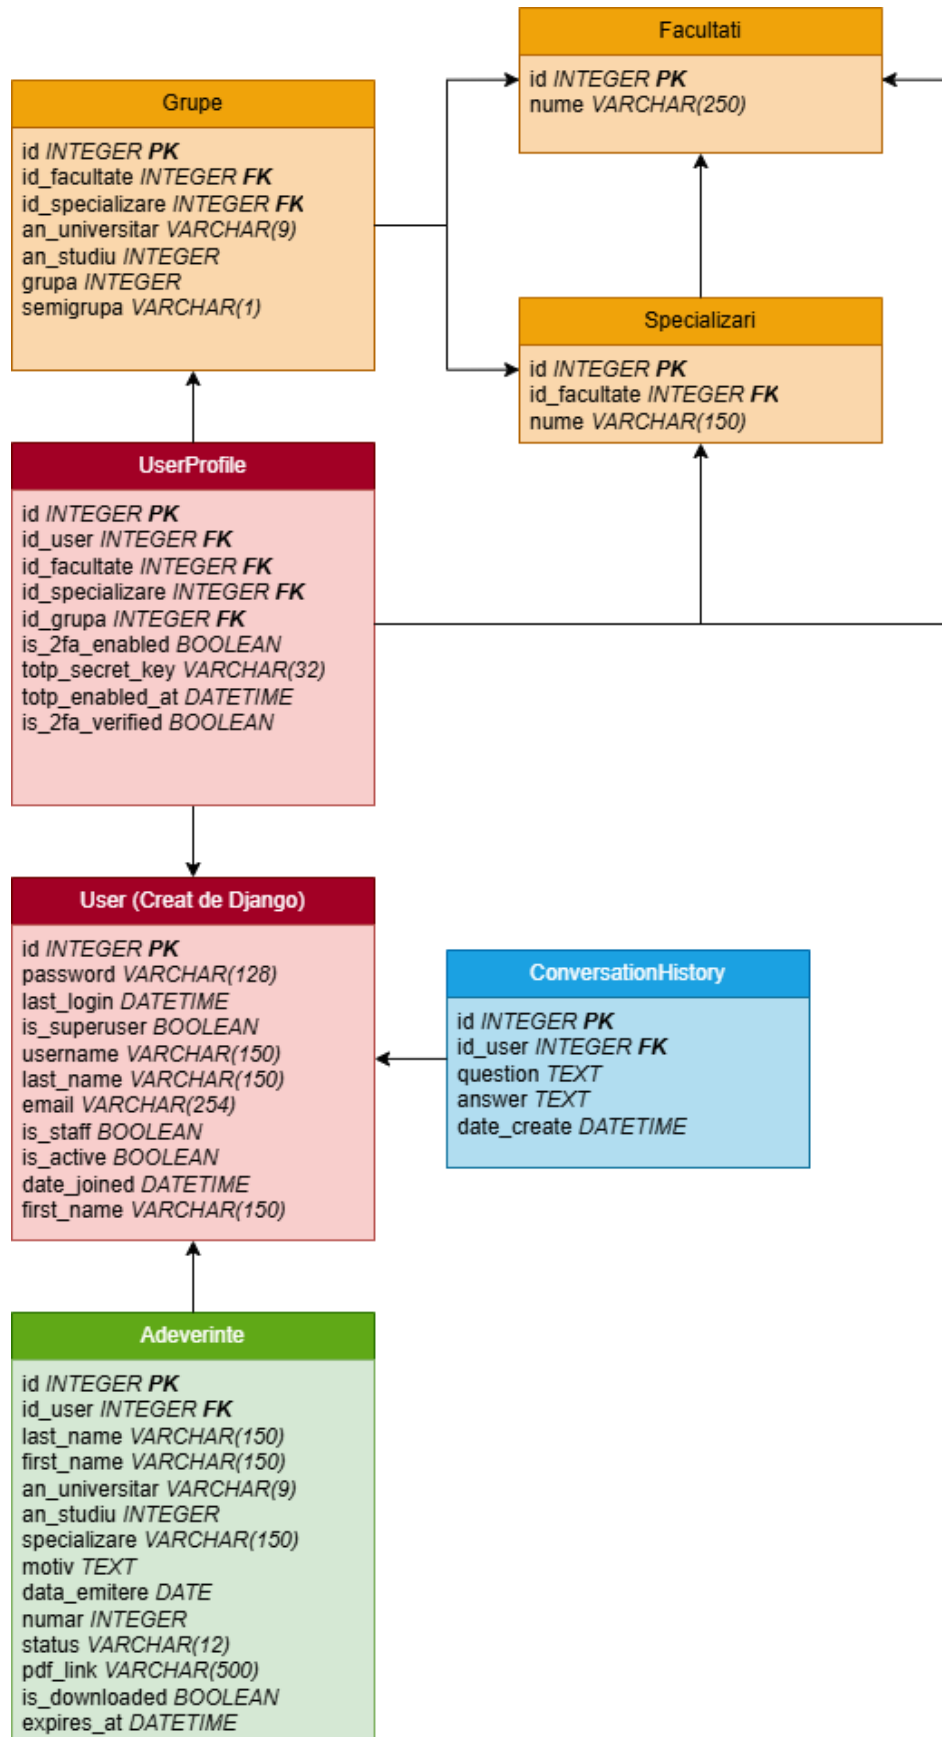 Facultati
id INTEGER PK
nume VARCHAR(250)
Grupe
id INTEGER PK
id_facultate INTEGER FK
id_specializare INTEGER FK
an_universitar VARCHAR(9)
an_studiu INTEGER
grupa INTEGER
semigrupa VARCHAR(1)
Specializari
id INTEGER PK
id_facultate INTEGER FK
nume VARCHAR(150)
UserProfile
id INTEGER PK
id_user INTEGER FK
id_facultate INTEGER FK
id_specializare INTEGER FK
id_grupa INTEGER FK
is_2fa_enabled BOOLEAN
totp_secret_key VARCHAR(32)
totp_enabled_at DATETIME
is_2fa_verified BOOLEAN
User (Creat de Django)
id INTEGER PK
password VARCHAR(128)
last_login DATETIME
is_superuser BOOLEAN
username VARCHAR(150)
last_name VARCHAR(150)
email VARCHAR(254)
is_staff BOOLEAN
is_active BOOLEAN
date_joined DATETIME
first_name VARCHAR(150)
ConversationHistory
id INTEGER PK
id_user INTEGER FK
question TEXT
answer TEXT
date_create DATETIME
Adeverinte
id INTEGER PK
id_user INTEGER FK
last_name VARCHAR(150)
first_name VARCHAR(150)
an_universitar VARCHAR(9)
an_studiu INTEGER
specializare VARCHAR(150)
motiv TEXT
data_emitere DATE
numar INTEGER
status VARCHAR(12)
pdf_link VARCHAR(500)
is_downloaded BOOLEAN
expires_at DATETIME